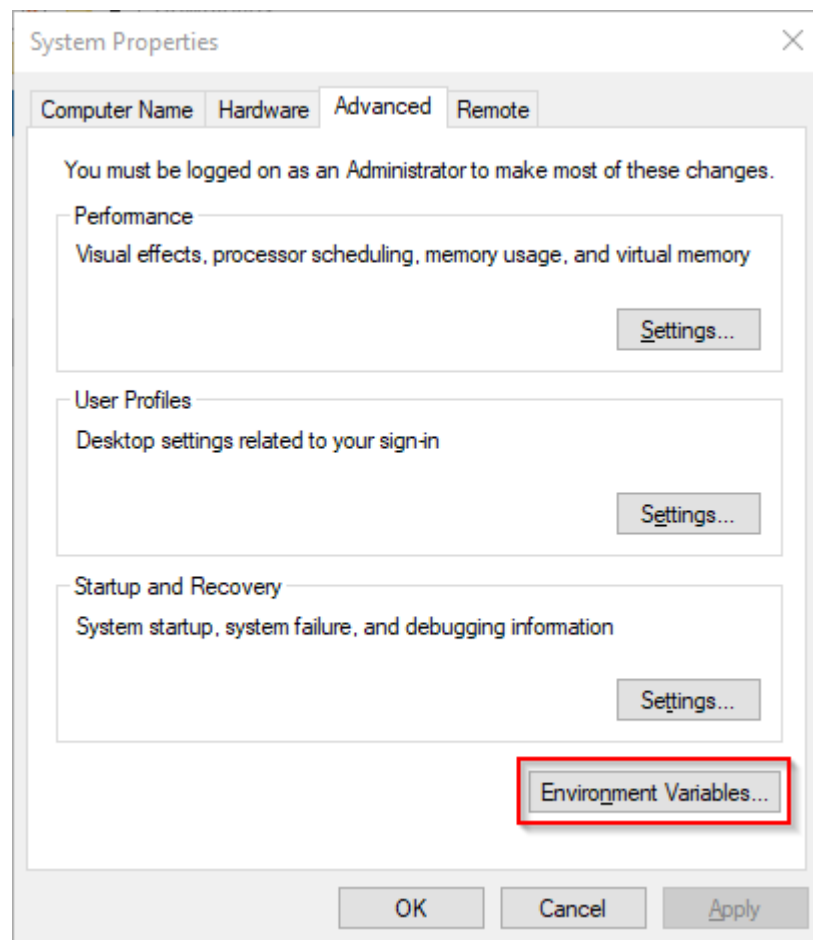 System Properties
Computer Name Hardware Advanced Remote
You must be logged on as an Administrator to make most of these changes.
Performance
Visual effects, processor scheduling, memory usage, and virtual memory
Settings...
User Profiles
Desktop settings related to your sign-in
Settings...
Startup and Recovery
System startup, system failure, and debugging information
Settings...
Environment Variables...
OK Cancel Apply